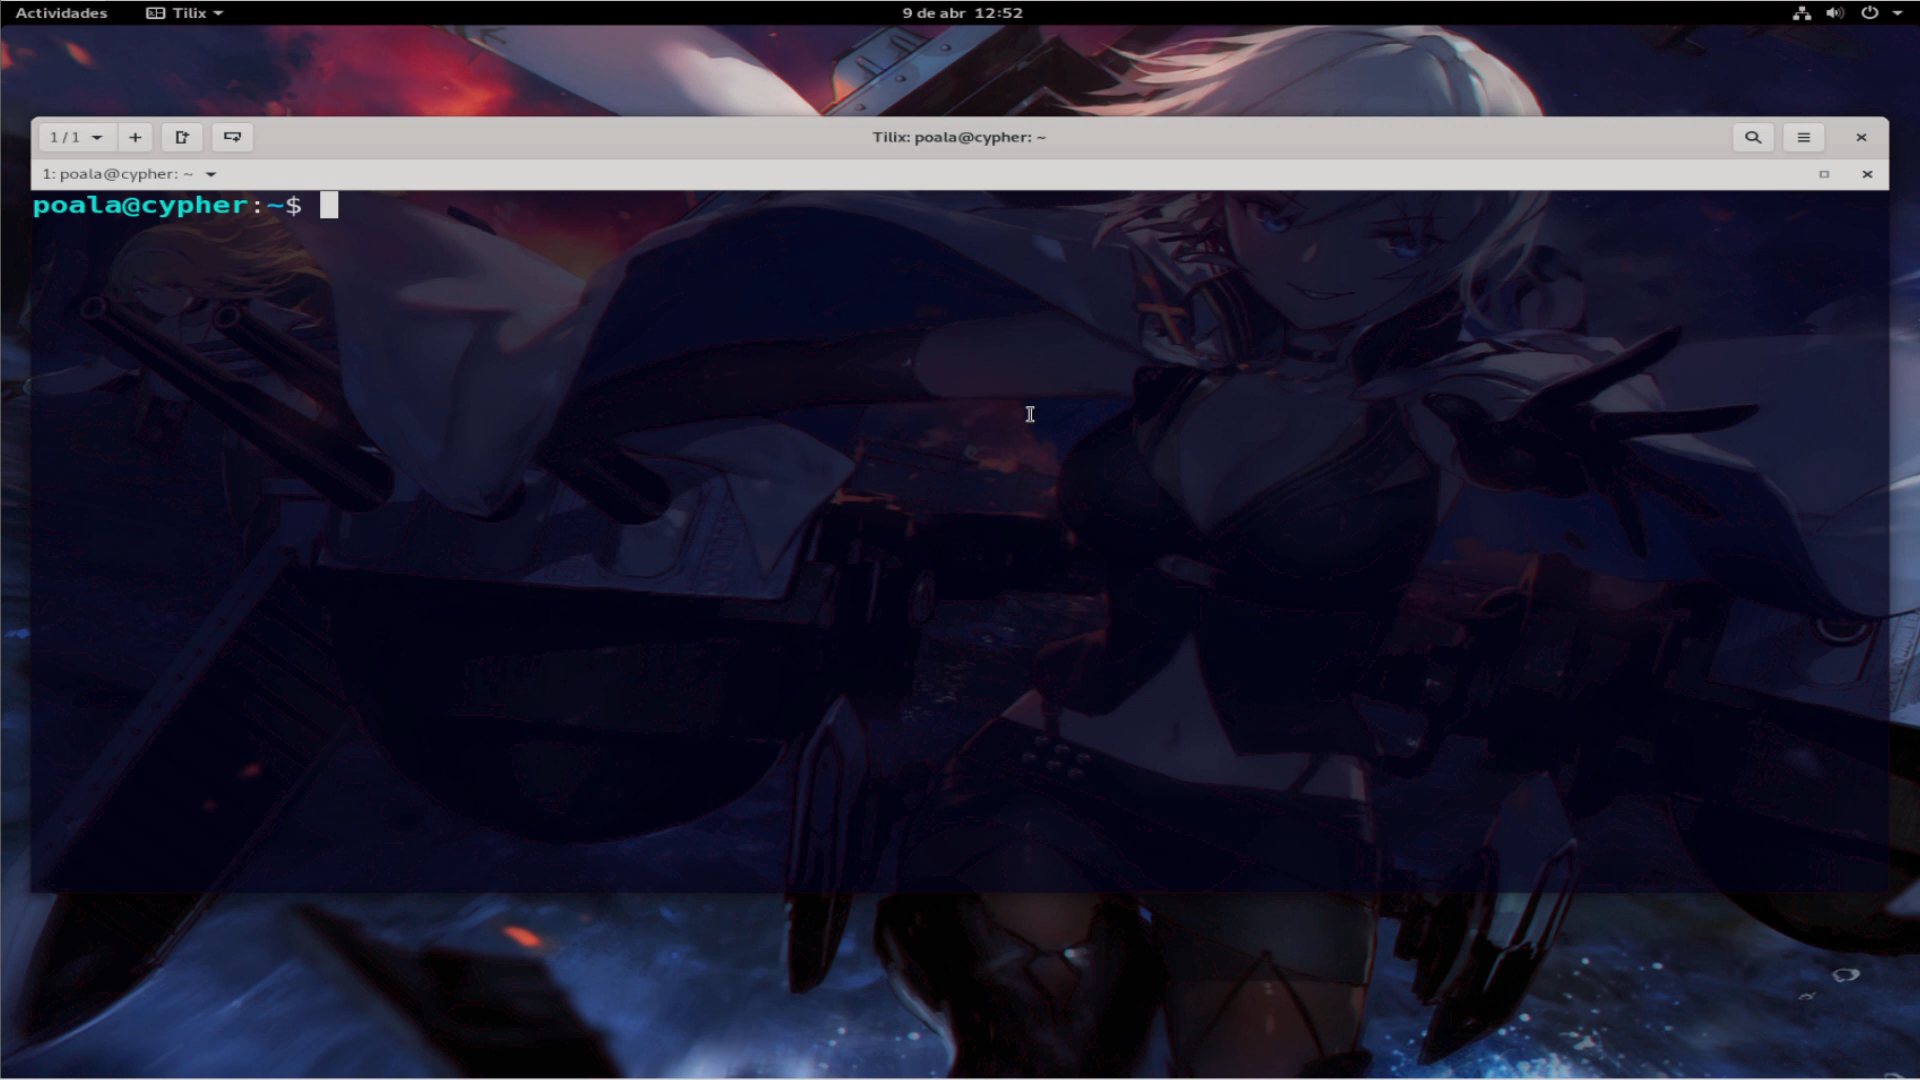 Actividades Tilix 9 de abr 12:52
1 / 1 Tilix: poala@cypher: ~
1: poala@cypher: ~
poala@cypher:~$